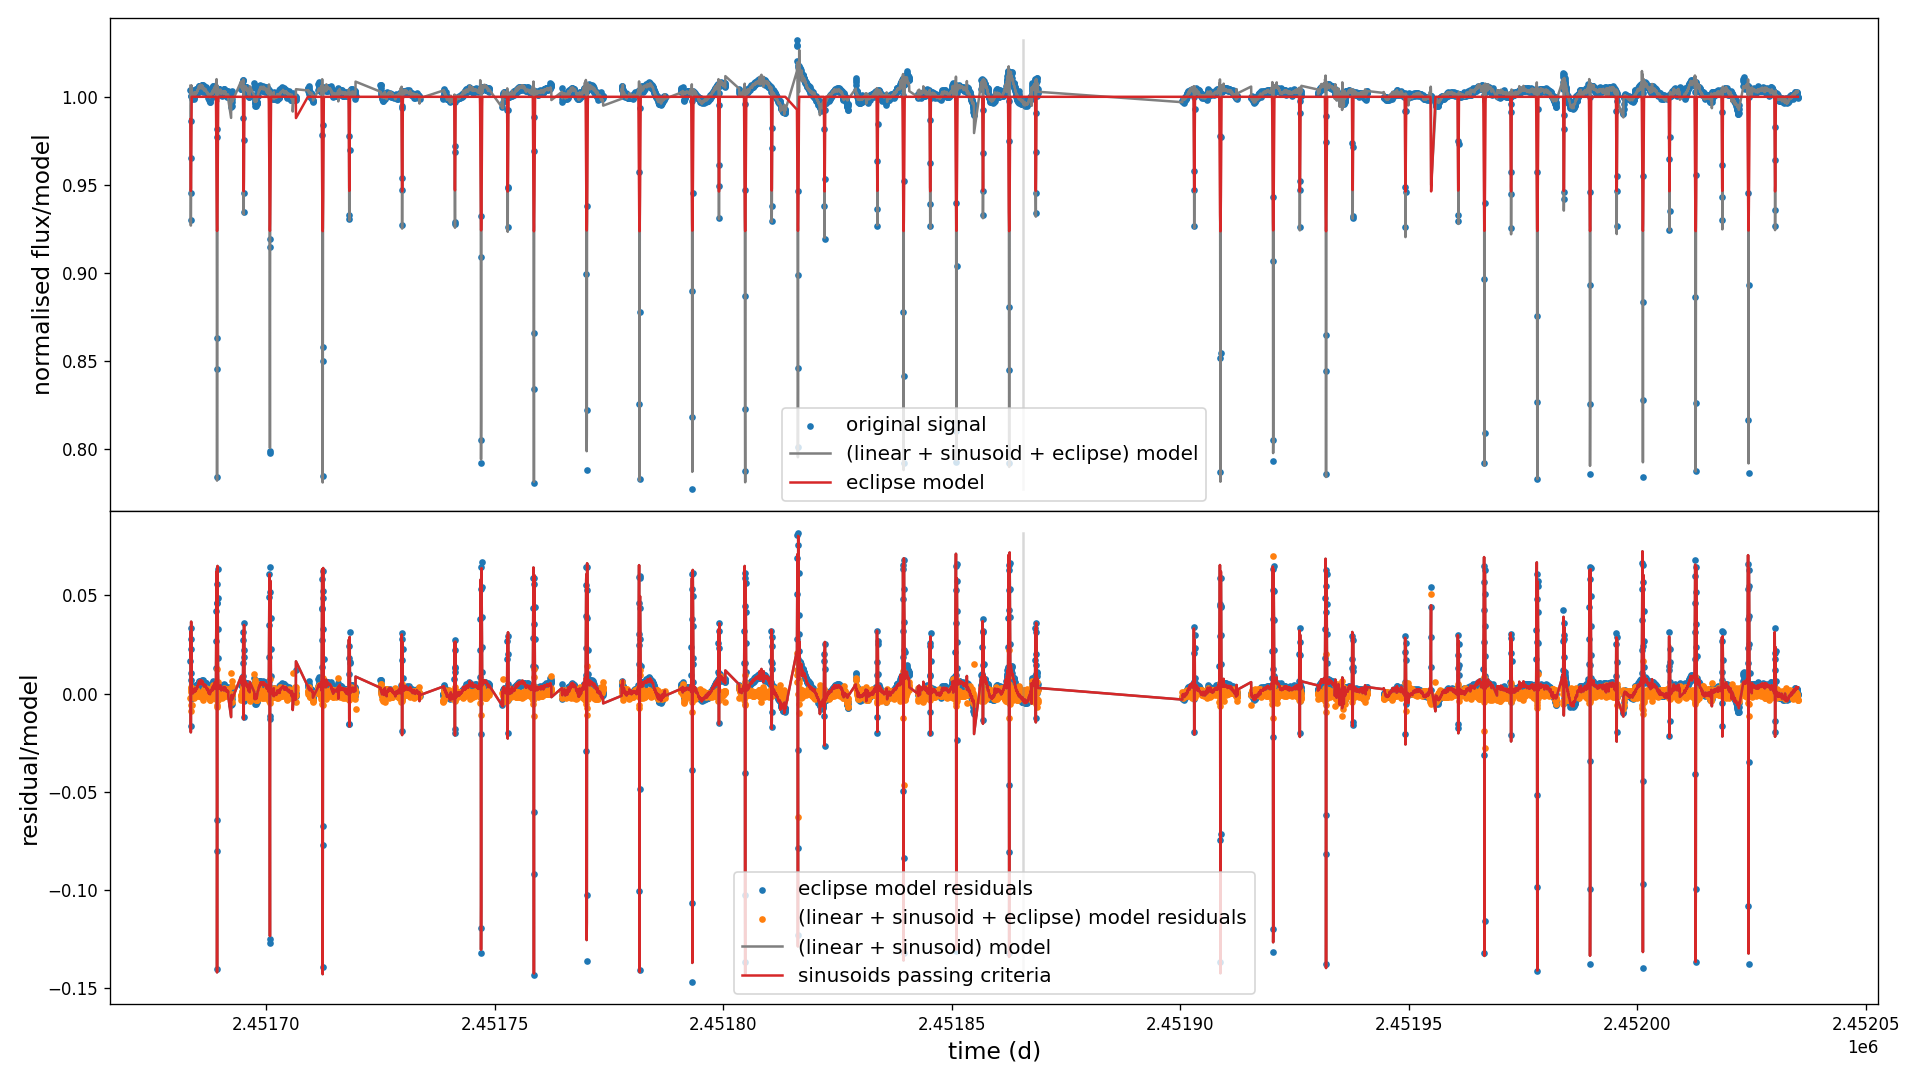 normalised flux/model
1.00
0.95
0.90
0.85
0.80
original signal
(linear + sinusoid + eclipse) model
eclipse model
residual/model
0.05
0.00
−0.05
−0.10
−0.15
eclipse model residuals
(linear + sinusoid + eclipse) model residuals
(linear + sinusoid) model
sinusoids passing criteria
2.45170 2.45175 2.45180 2.45185 2.45190 2.45195 2.45200 2.45205
time (d)
1e6